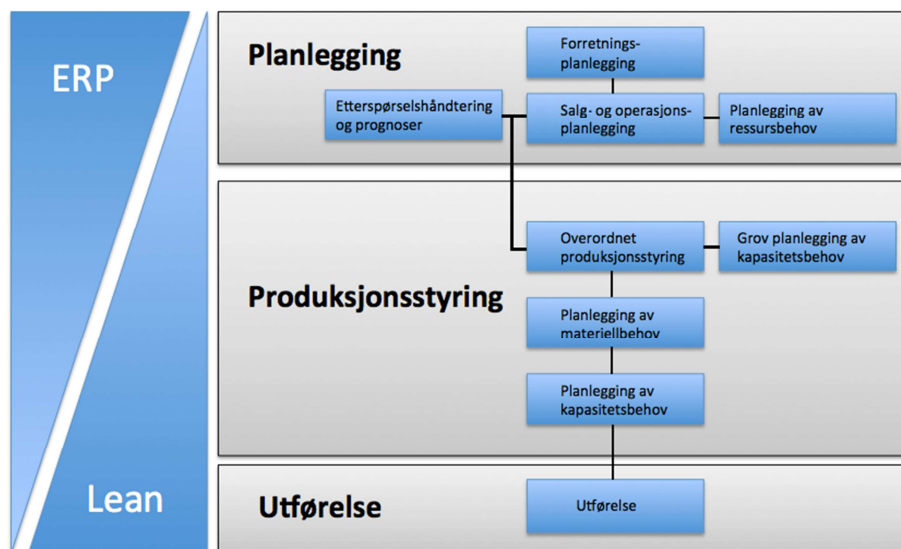 ERP
Lean
Planlegging
Forretnings-
planlegging
Etterspørselshåndtering
og prognoser
Salg- og operasjons-
planlegging
Planlegging av
ressursbehov
Produksjonsstyring
Overordnet
produksjonsstyring
Grov planlegging av
kapasitetsbehov
Planlegging av
materiellbehov
Planlegging av
kapasitetsbehov
Utførelse
Utførelse